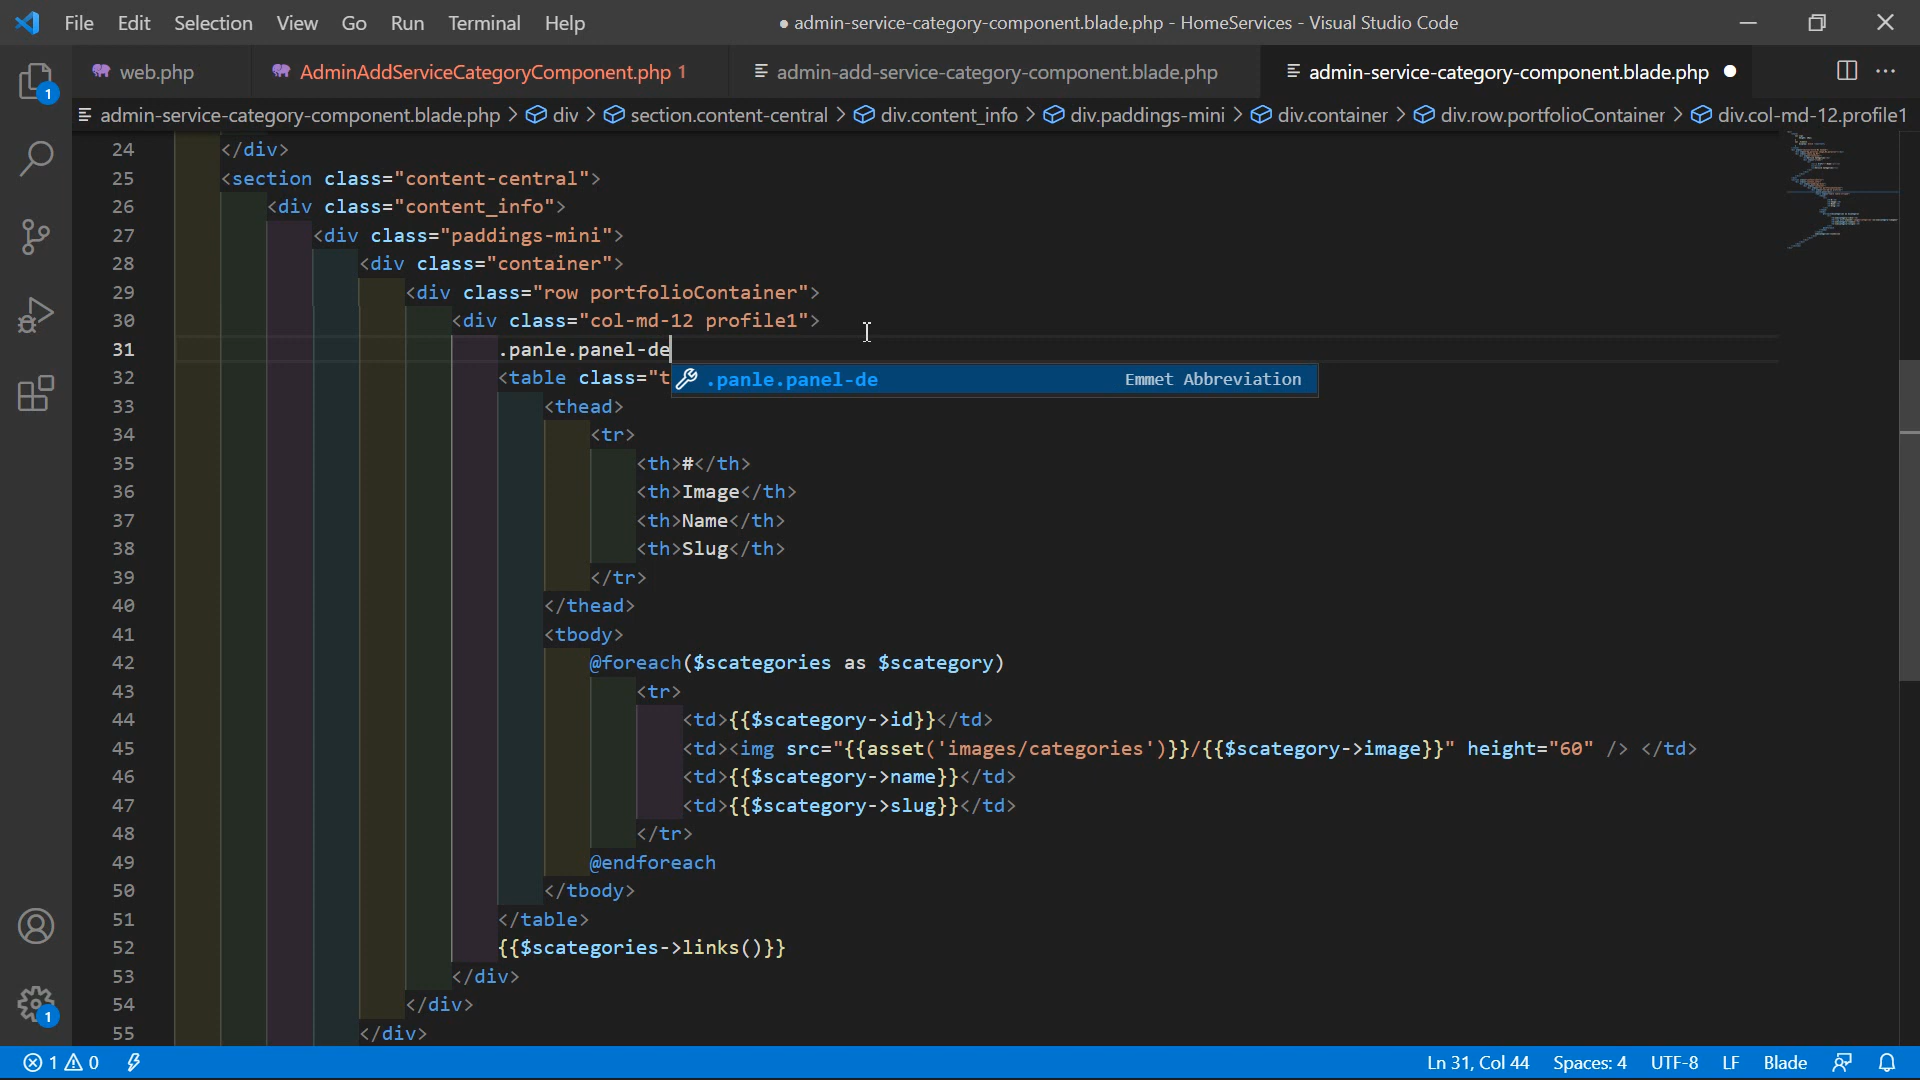 File Edit Selection View Go Run Terminal Help ● admin-service-category-component.blade.php - HomeServices - Visual Studio Code
web.php AdminAddServiceCategoryComponent.php 1 admin-add-service-category-component.blade.php admin-service-category-component.blade.php ●
admin-service-category-component.blade.php > div > section.content-central > div.content_info > div.paddings-mini > div.container > div.row.portfolioContainer > div.col-md-12.profile1
24 </div>
25 <section class="content-central">
26 <div class="content_info">
27 <div class="paddings-mini">
28 <div class="container">
29 <div class="row portfolioContainer">
30 <div class="col-md-12 profile1">
31 .panle.panel-de
32 <table class="t
.panle.panel-de Emmet Abbreviation
33 <thead>
34 <tr>
35 <th>#</th>
36 <th>Image</th>
37 <th>Name</th>
38 <th>Slug</th>
39 </tr>
40 </thead>
41 <tbody>
42 @foreach($scategories as $scategory)
43 <tr>
44 <td>{{$scategory->id}}</td>
45 <td><img src="{{asset('images/categories')}}/{{$scategory->image}}" height="60" /> </td>
46 <td>{{$scategory->name}}</td>
47 <td>{{$scategory->slug}}</td>
48 </tr>
49 @endforeach
50 </tbody>
51 </table>
52 {{$scategories->links()}}
53 </div>
54 </div>
55 </div>
1
1
1 0 Ln 31, Col 44 Spaces: 4 UTF-8 LF Blade